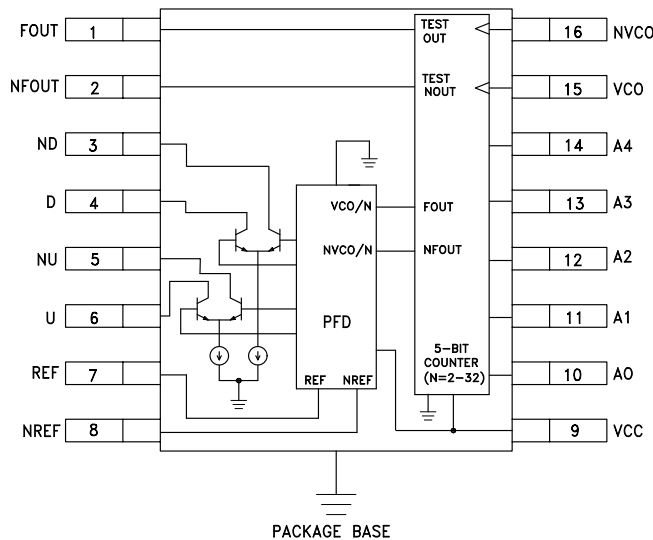 FOUT 1
NFOUT 2
ND 3
D 4
NU 5
U 6
REF 7
NREF 8
TEST
OUT
TEST
NOUT
VCO/N
FOUT
NVCO/N
NFOUT
PFD
REF NREF
5-BIT
COUNTER
(N=2-32)
16 NVCO
15 VCO
14 A4
13 A3
12 A2
11 A1
10 A0
9 VCC
PACKAGE BASE